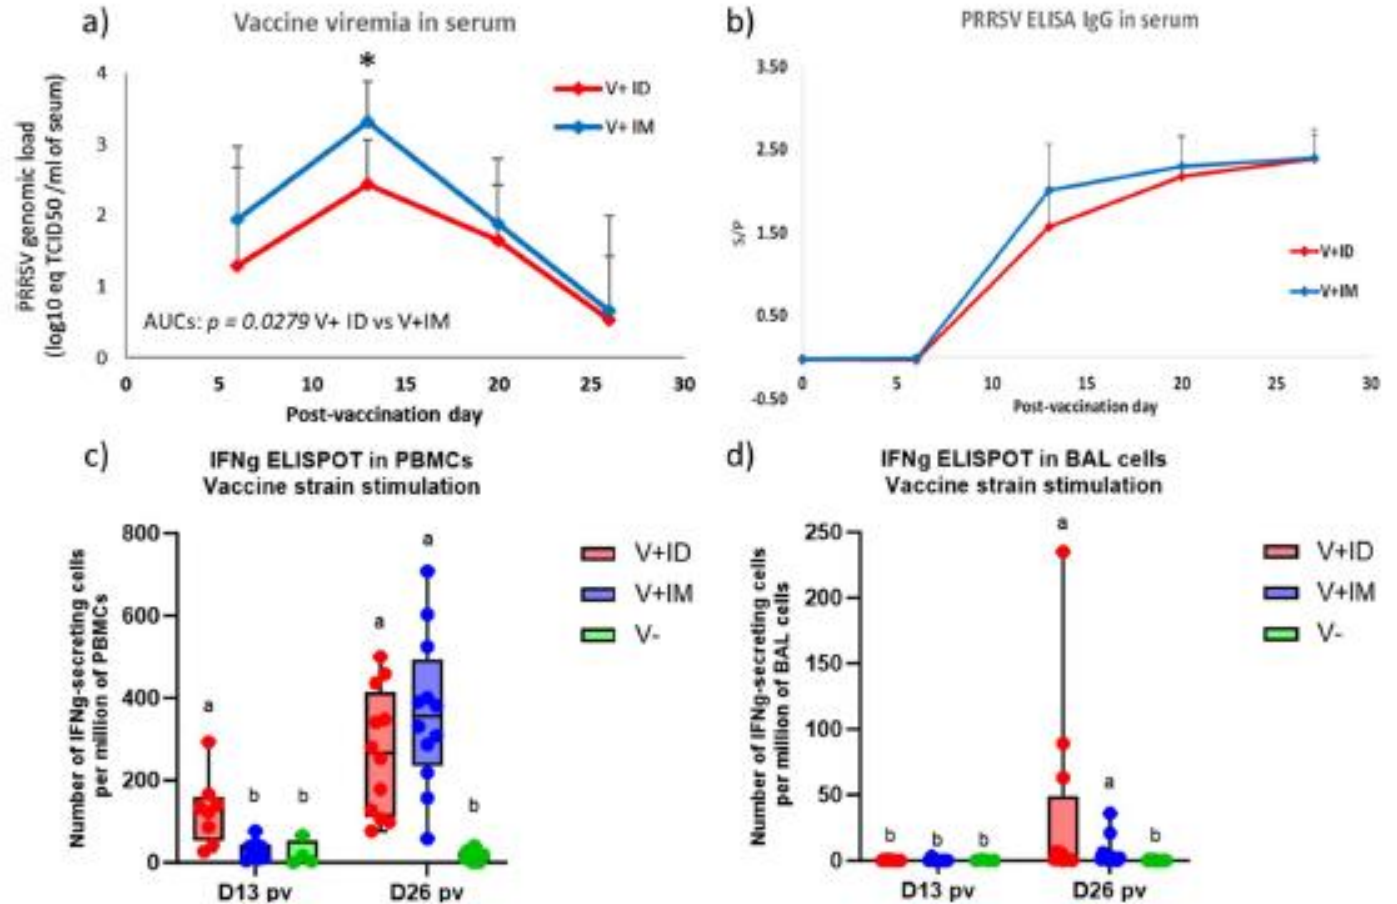 a)
Vaccine viremia in serum
PRRSV genomic load
(log10 eq TCID50 /ml of seum)
4
3
2
1
0
*
V+ ID
V+ IM
AUCs: p = 0.0279 V+ ID vs V+IM
0 5 10 15 20 25 30
Post-vaccination day
b)
PRRSV ELISA IgG in serum
S/P
3.50
2.50
1.50
0.50
-0.50
V+ID
V+IM
0 5 10 15 20 25 30
Post-vaccination day
c)
IFNg ELISPOT in PBMCs
Vaccine strain stimulation
Number of IFNg-secreting cells
per million of PBMCs
800
600
400
200
0
a
b
b
a
a
b
V+ID
V+IM
V-
D13 pv D26 pv
d)
IFNg ELISPOT in BAL cells
Vaccine strain stimulation
Number of IFNg-secreting cells
per million of BAL cells
250
200
150
100
50
0
b
b
b
a
a
b
V+ID
V+IM
V-
D13 pv D26 pv